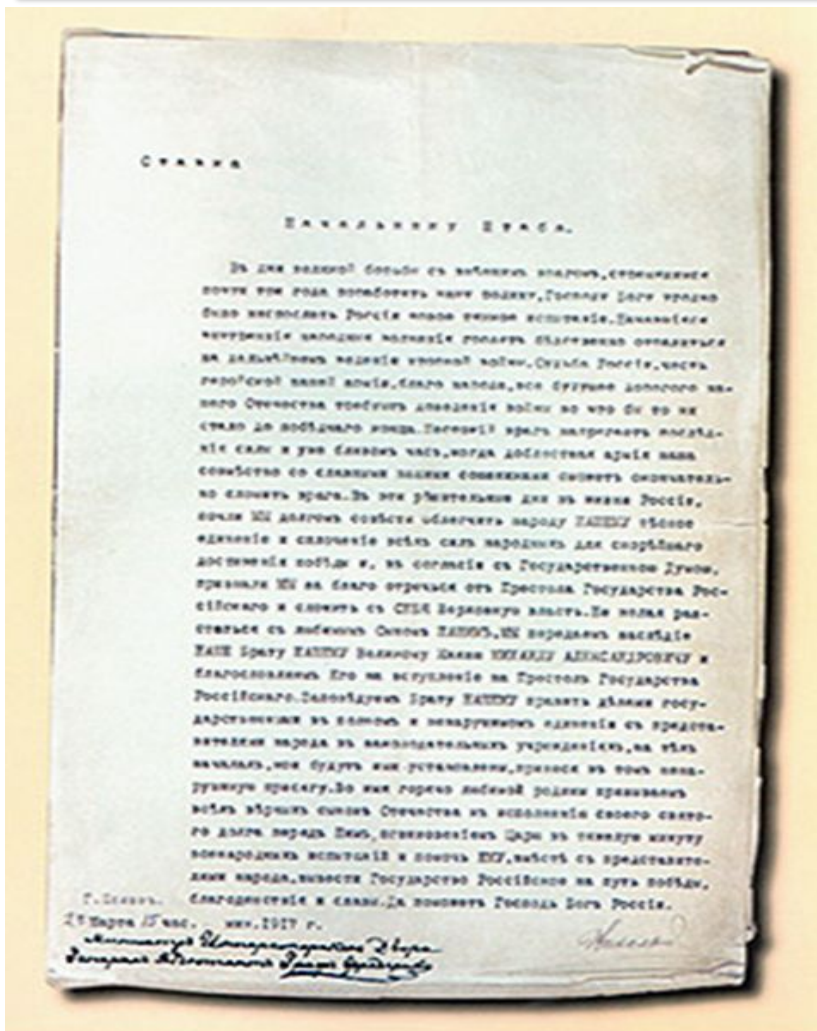 Ставка
Начальнику Штаба.
Въ дни великой борьбы съ внѣшнимъ врагомъ,стремящимся
почти три года поработить нашу родину,Господу Богу угодно
было ниспослать Россіи новое тяжкое испытаніе.Начавшіяся
внутреннія народныя волненія грозятъ бѣдственно отразиться
на дальнѣйшемъ веденіи упорной войны.Судьба Россіи,честь
геройской нашей арміи,благо народа,все будущее дорогого на-
шего Отечества требуютъ доведенія войны во что бы то ни
стало до побѣднаго конца.Жестокій врагъ напрягаетъ послѣд-
нія силы и уже близокъ часъ,когда доблестная армія наша
совмѣстно со славными нашими союзниками сможетъ окончатель-
но сломить врага.Въ эти рѣшительные дни въ жизни Россіи,
почли МЫ долгомъ совѣсти облегчить народу НАШЕМУ тѣсное
единеніе и сплоченіе всѣхъ силъ народныхъ для скорѣйшаго
достиженія побѣды и, въ согласіи съ Государственною Думою,
признали МЫ за благо отречься отъ Престола Государства Рос-
сійскаго и сложить съ СЕБЯ Верховную власть.Не желая раз-
статься съ любимымъ Сыномъ НАШИМЪ,МЫ передаемъ наслѣдіе
НАШЕ Брату НАШЕМУ Великому Князю МИХАИЛУ АЛЕКСАНДРОВИЧУ и
благословляемъ Его на вступленіе на Престолъ Государства
Россійскаго.Заповѣдуемъ Брату НАШЕМУ править дѣлами госу-
дарственными въ полномъ и ненарушимомъ единеніи съ предста-
вителями народа въ законодательныхъ учрежденіяхъ,на тѣхъ
началахъ,кои будутъ ими установлены,принеся въ томъ нена-
рушимую присягу.Во имя горячо любимой родины призываемъ
всѣхъ вѣрныхъ сыновъ Отечества къ исполненію своего свято-
го долга передъ Нимъ,повиновеніемъ Царю въ тяжелую минуту
всенародныхъ испытаній и помочь ЕМУ,вмѣстѣ съ представите-
лями народа,вывести Государство Россійское на путь побѣды,
благоденствія и славы.Да поможетъ Господь Богъ Россіи.
Г.Псковъ.
Марта 15 час. мин.1917 г.
Николай
Министръ Императорскаго Двора
Генералъ Адъютантъ Графъ Фредериксъ